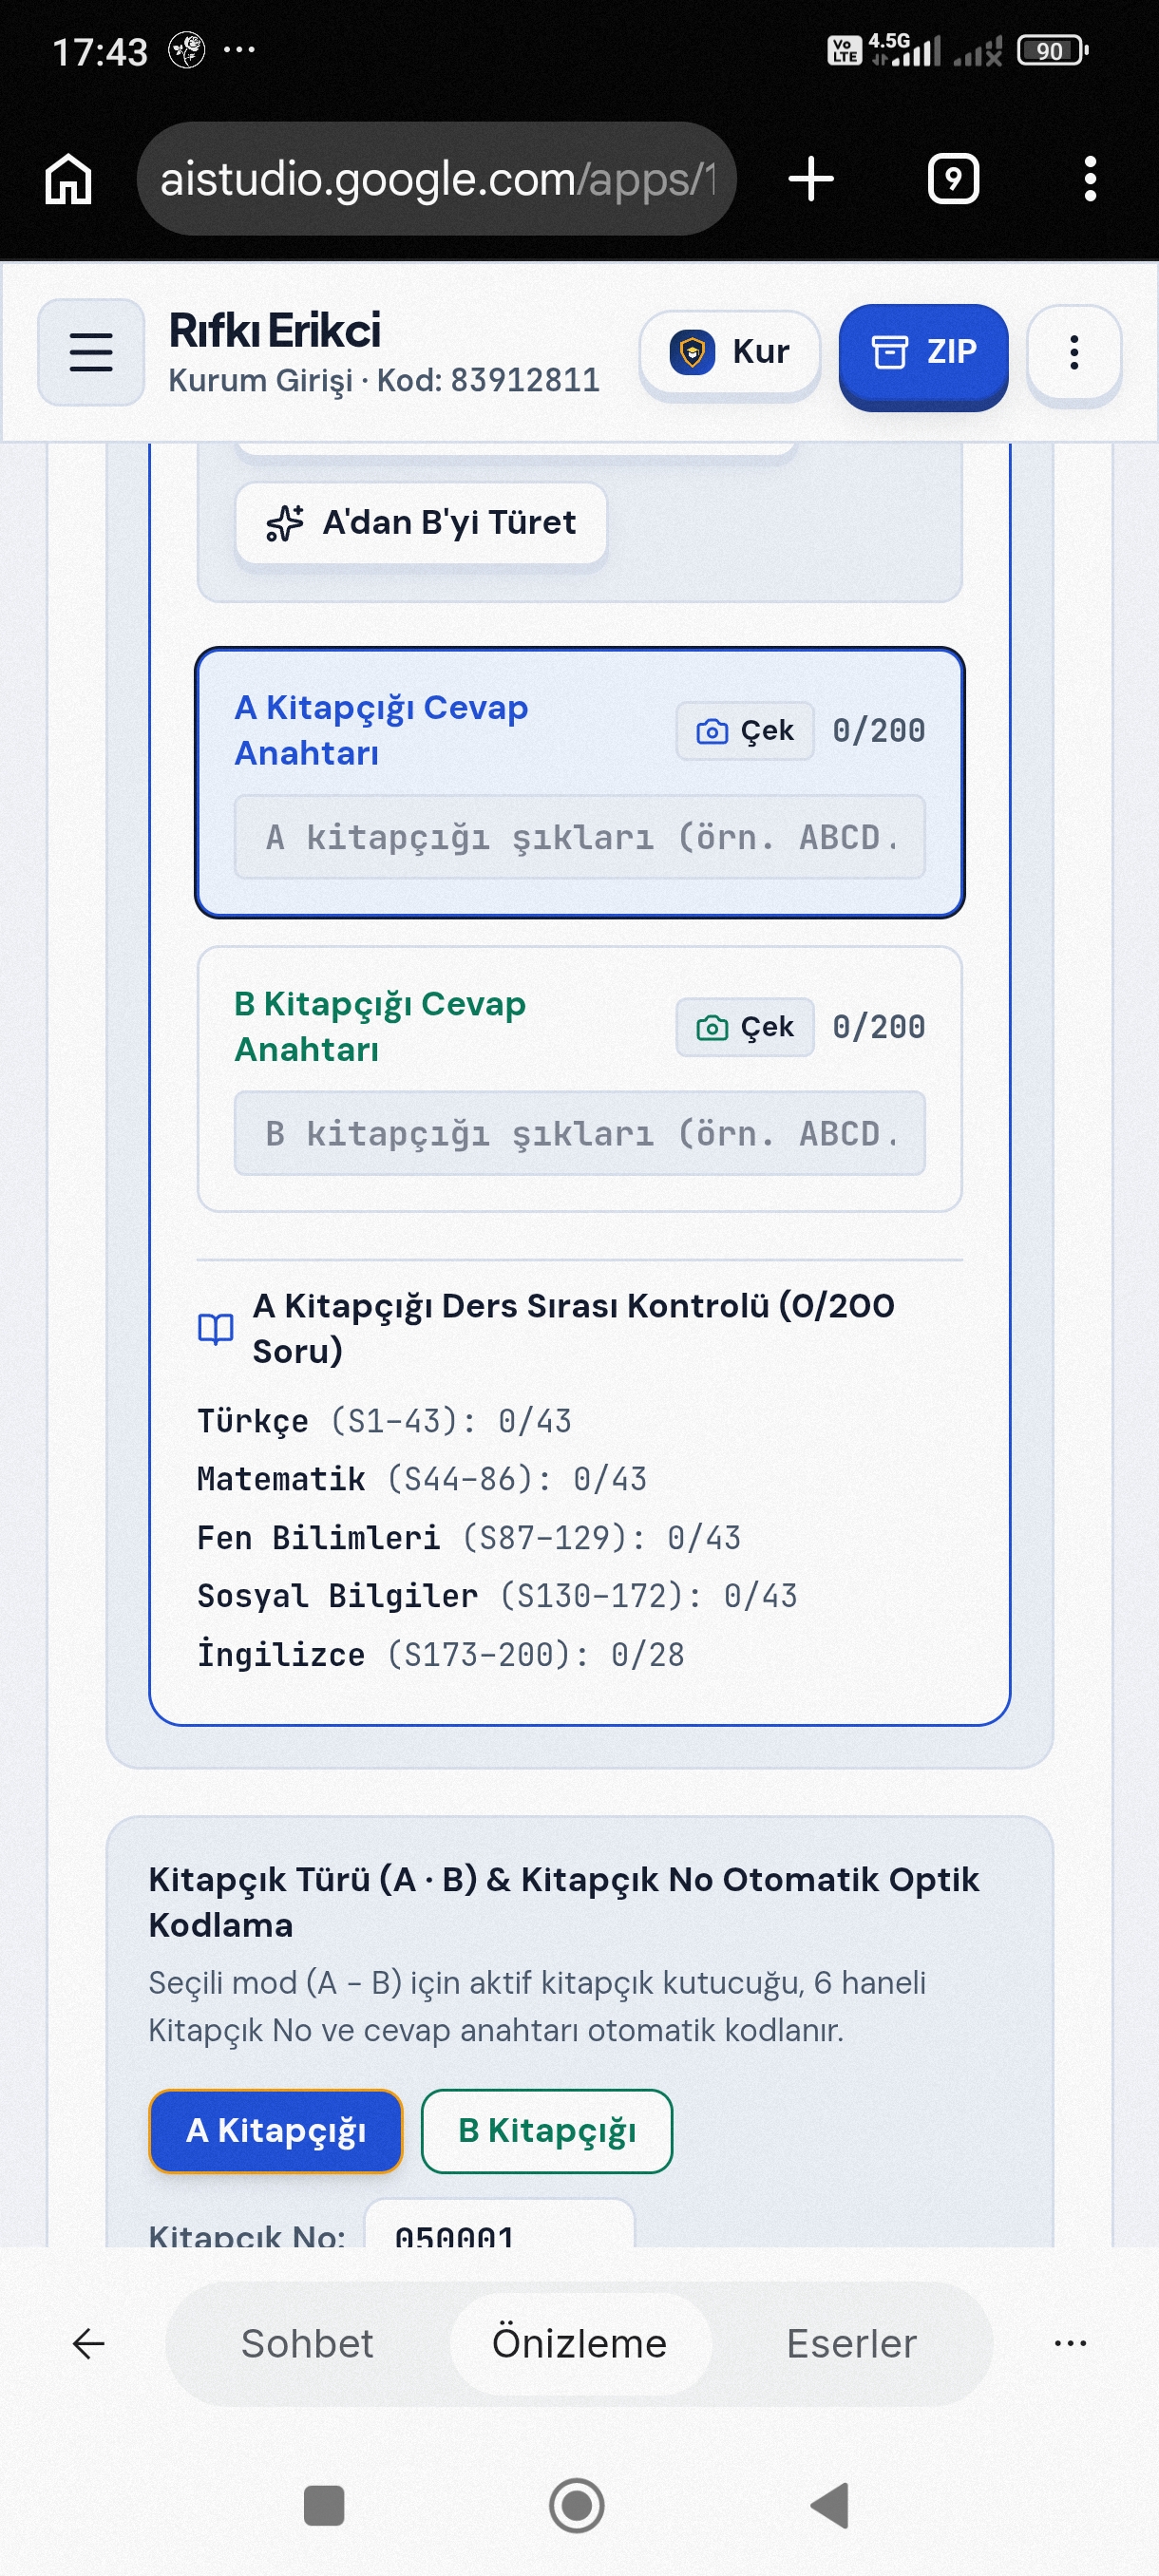 17:43
Vo LTE 4.5G 90
aistudio.google.com/apps/1
9
Rıfkı Erikci
Kurum Girişi · Kod: 83912811
Kur
ZIP
A'dan B'yi Türet
A Kitapçığı Cevap
Anahtarı
Çek
0/200
A kitapçığı şıkları (örn. ABCD.
B Kitapçığı Cevap
Anahtarı
Çek
0/200
B kitapçığı şıkları (örn. ABCD.
A Kitapçığı Ders Sırası Kontrolü (0/200
Soru)
Türkçe (S1-43): 0/43
Matematik (S44-86): 0/43
Fen Bilimleri (S87-129): 0/43
Sosyal Bilgiler (S130-172): 0/43
İngilizce (S173-200): 0/28
Kitapçık Türü (A · B) & Kitapçık No Otomatik Optik
Kodlama
Seçili mod (A - B) için aktif kitapçık kutucuğu, 6 haneli
Kitapçık No ve cevap anahtarı otomatik kodlanır.
A Kitapçığı
B Kitapçığı
Kitapçık No:
050001
Sohbet
Önizleme
Eserler